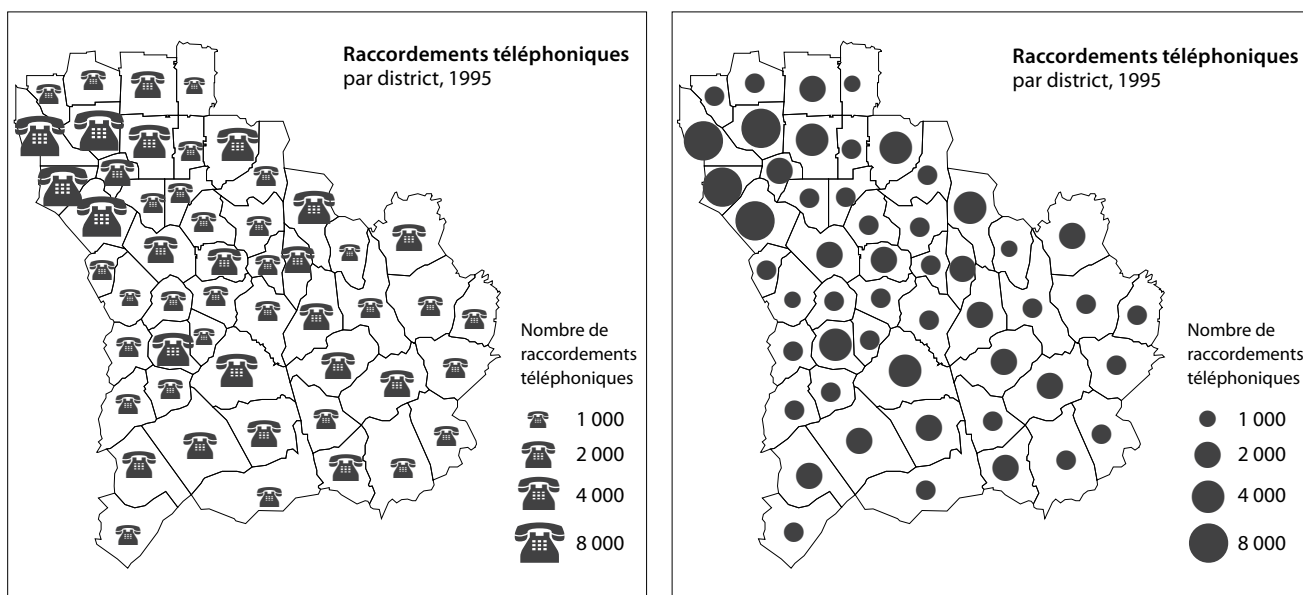 Raccordements téléphoniques
par district, 1995
Nombre de
raccordements
téléphoniques
1 000
2 000
4 000
8 000
Raccordements téléphoniques
par district, 1995
Nombre de
raccordements
téléphoniques
1 000
2 000
4 000
8 000